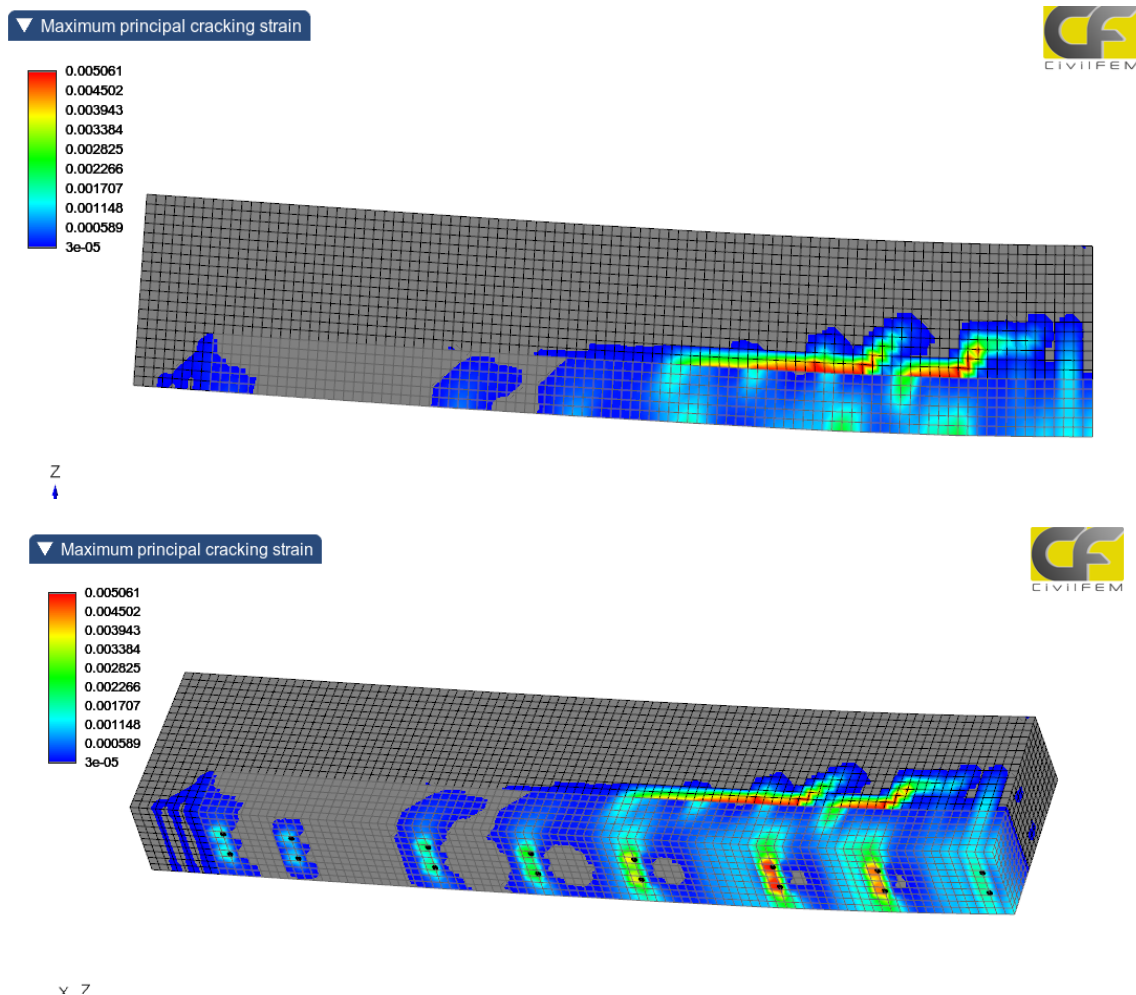 ▼ Maximum principal cracking strain
CF
CIVILFEM
0.005061
0.004502
0.003943
0.003384
0.002825
0.002266
0.001707
0.001148
0.000589
3e-05
Z
▼ Maximum principal cracking strain
CF
CIVILFEM
0.005061
0.004502
0.003943
0.003384
0.002825
0.002266
0.001707
0.001148
0.000589
3e-05
X Z